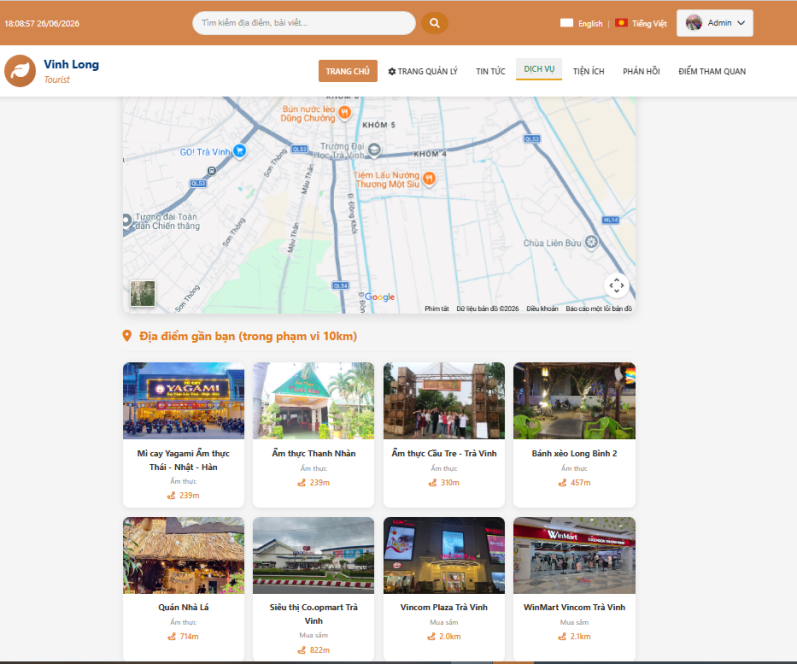 18:08:57 26/06/2026
Tìm kiếm địa điểm, bài viết...
English | Tiếng Việt
Admin
Vinh Long
Tourist
TRANG CHỦ
TRANG QUẢN LÝ
TIN TỨC
DỊCH VỤ
TIỆN ÍCH
PHẢN HỒI
ĐIỂM THAM QUAN
Bún nước lèo
Dũng Chưởng
KHÓM 5
QL53
GO! Trà Vinh
Trường Đại
Học Trà Vinh
KHÓM 4
QL53
QL53
Tiệm Lẩu Nướng
Thượng Một Siu
Sơn Thông
Mậu Thân
Đ. Đồng Khởi
Tượng đài Toàn
dân Chiến thắng
Sơn Thông
Mậu Thân
Chùa Liên Bửu
QL54
Sơn Thông
Google
Phím tắt
Dữ liệu bản đồ ©2026
Điều khoản
Báo cáo một lỗi bản đồ
Địa điểm gần bạn (trong phạm vi 10km)
YAGAMI
Mì cay Yagami Ẩm thực
Thái - Nhật - Hàn
Ẩm thực
239m
Ẩm thực Thanh Nhàn
Ẩm thực
239m
Ẩm thực Cầu Tre - Trà Vinh
Ẩm thực
310m
Bánh xèo Long Bình 2
Ẩm thực
457m
Quán Nhà Lá
Ẩm thực
714m
Siêu thị Co.opmart Trà
Vinh
Mua sắm
822m
Vincom Plaza Trà Vinh
Mua sắm
2.0km
WinMart
WinMart Vincom Trà Vinh
Mua sắm
2.1km